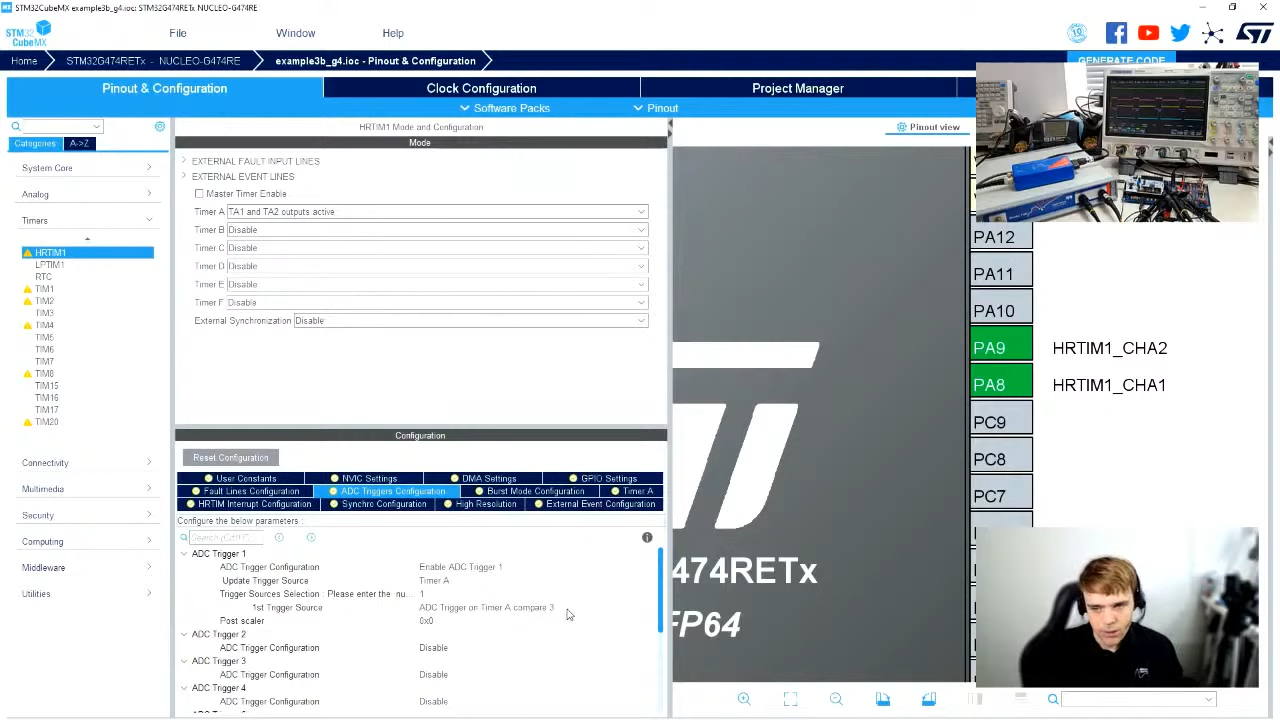 STM32CubeMX example3b_g4.ioc: STM32G474RETx NUCLEO-G474RE
STM32
CubeMX
File
Window
Help
10
Home
STM32G474RETx - NUCLEO-G474RE
example3b_g4.ioc - Pinout & Configuration
GENERATE CODE
Pinout & Configuration
Clock Configuration
Project Manager
Software Packs
Pinout
Categories
A->Z
System Core
Analog
Timers
HRTIM1
LPTIM1
RTC
TIM1
TIM2
TIM3
TIM4
TIM5
TIM6
TIM7
TIM8
TIM15
TIM16
TIM17
TIM20
Connectivity
Multimedia
Security
Computing
Middleware
Utilities
HRTIM1 Mode and Configuration
Mode
EXTERNAL FAULT INPUT LINES
EXTERNAL EVENT LINES
Master Timer Enable
Timer A TA1 and TA2 outputs active
Timer B Disable
Timer C Disable
Timer D Disable
Timer E Disable
Timer F Disable
External Synchronization Disable
Configuration
Reset Configuration
User Constants
NVIC Settings
DMA Settings
GPIO Settings
Fault Lines Configuration
ADC Triggers Configuration
Burst Mode Configuration
Timer A
HRTIM Interrupt Configuration
Synchro Configuration
High Resolution
External Event Configuration
Configure the below parameters :
Search (Ctrl+F)
ADC Trigger 1
ADC Trigger Configuration Enable ADC Trigger 1
Update Trigger Source Timer A
Trigger Sources Selection : Please enter the nu... 1
1st Trigger Source ADC Trigger on Timer A compare 3
Post scaler 0x0
ADC Trigger 2
ADC Trigger Configuration Disable
ADC Trigger 3
ADC Trigger Configuration Disable
ADC Trigger 4
ADC Trigger Configuration Disable
Pinout view
PA12
PA11
PA10
PA9 HRTIM1_CHA2
PA8 HRTIM1_CHA1
PC9
PC8
PC7
474RETx
FP64